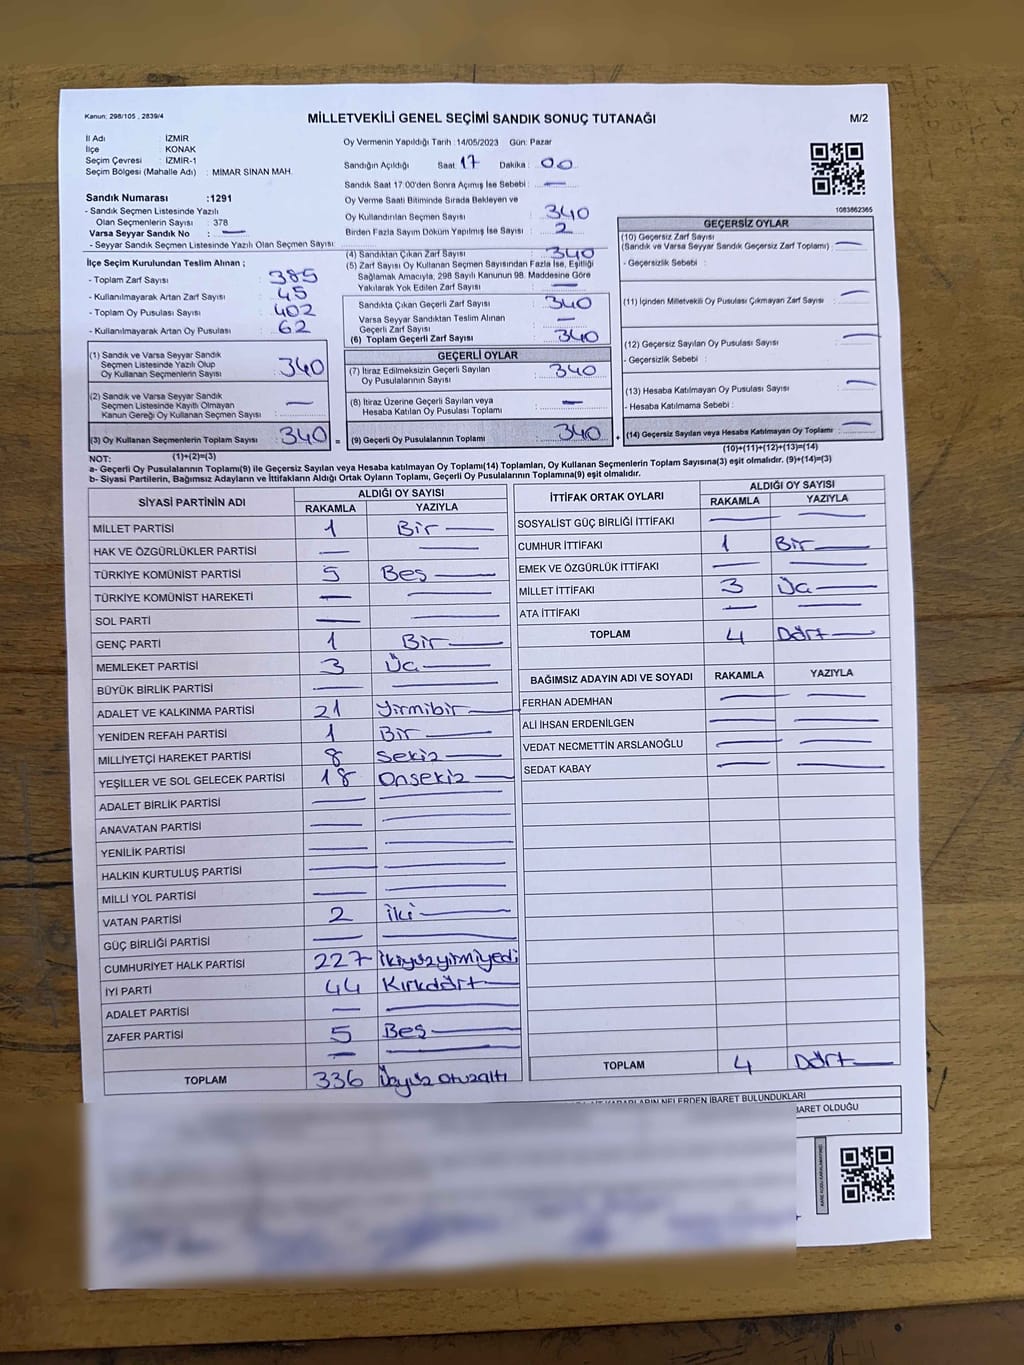 Kanun: 298/105 , 2839/4
MİLLETVEKİLİ GENEL SEÇİMİ SANDIK SONUÇ TUTANAĞI
M/2
İl Adı : İZMİR
İlçe : KONAK
Seçim Çevresi : İZMİR-1
Seçim Bölgesi (Mahalle Adı) : MİMAR SİNAN MAH.
Sandık Numarası :1291
- Sandık Seçmen Listesinde Yazılı
Olan Seçmenlerin Sayısı : 378
Varsa Seyyar Sandık No : —
- Seyyar Sandık Seçmen Listesinde Yazılı Olan Seçmen Sayısı:
İlçe Seçim Kurulundan Teslim Alınan ;
- Toplam Zarf Sayısı : 385
- Kullanılmayarak Artan Zarf Sayısı : 45
- Toplam Oy Pusulası Sayısı : 402
- Kullanılmayarak Artan Oy Pusulası : 62
(1) Sandık ve Varsa Seyyar Sandık
Seçmen Listesinde Yazılı Olup
Oy Kullanan Seçmenlerin Sayısı : 340
(2) Sandık ve Varsa Seyyar Sandık
Seçmen Listesinde Kayıtlı Olmayan
Kanun Gereği Oy Kullanan Seçmen Sayısı : —
(3) Oy Kullanan Seçmenlerin Toplam Sayısı : 340 =
(1)+(2)=(3)
Oy Vermenin Yapıldığı Tarih : 14/05/2023 Gün: Pazar
Sandığın Açıldığı Saat: 17 Dakika : 00
Sandık Saat 17:00'den Sonra Açımış İse Sebebi : —
Oy Verme Saati Bitiminde Sırada Bekleyen ve
Oy Kullandırılan Seçmen Sayısı : 340
Birden Fazla Sayım Döküm Yapılmış İse Sayısı : 2
(4) Sandıktan Çıkan Zarf Sayısı : 340
(5) Zarf Sayısı Oy Kullanan Seçmen Sayısından Fazla İse, Eşitliği
Sağlamak Amacıyla, 298 Sayılı Kanunun 98. Maddesine Göre
Yakılarak Yok Edilen Zarf Sayısı : —
Sandıkta Çıkan Geçerli Zarf Sayısı : 340
Varsa Seyyar Sandıktan Teslim Alınan
Geçerli Zarf Sayısı : —
(6) Toplam Geçerli Zarf Sayısı : 340
GEÇERLİ OYLAR
(7) İtiraz Edilmeksizin Geçerli Sayılan
Oy Pusulalarının Sayısı : 340
(8) İtiraz Üzerine Geçerli Sayılan veya
Hesaba Katılan Oy Pusulası Toplamı : —
(9) Geçerli Oy Pusulalarının Toplamı : 340 +
1083862365
GEÇERSİZ OYLAR
(10) Geçersiz Zarf Sayısı
(Sandık ve Varsa Seyyar Sandık Geçersiz Zarf Toplamı) : —
- Geçersizlik Sebebi :
(11) İçinden Milletvekili Oy Pusulası Çıkmayan Zarf Sayısı : —
(12) Geçersiz Sayılan Oy Pusulası Sayısı : —
- Geçersizlik Sebebi :
(13) Hesaba Katılmayan Oy Pusulası Sayısı : —
- Hesaba Katılmama Sebebi :
(14) Geçersiz Sayılan veya Hesaba Katılmayan Oy Toplamı : —
(10)+(11)+(12)+(13)=(14)
NOT:
a- Geçerli Oy Pusulalarının Toplamı(9) ile Geçersiz Sayılan veya Hesaba katılmayan Oy Toplamı(14) Toplamları, Oy Kullanan Seçmenlerin Toplam Sayısına(3) eşit olmalıdır. (9)+(14)=(3)
b- Siyasi Partilerin, Bağımsız Adayların ve İttifakların Aldığı Ortak Oyların Toplamı, Geçerli Oy Pusulalarının Toplamına(9) eşit olmalıdır.
SİYASİ PARTİNİN ADI ALDIĞI OY SAYISI
RAKAMLA YAZIYLA
MİLLET PARTİSİ 1 Bir —
HAK VE ÖZGÜRLÜKLER PARTİSİ — —
TÜRKİYE KOMÜNİST PARTİSİ 5 Beş —
TÜRKİYE KOMÜNİST HAREKETİ — —
SOL PARTİ — —
GENÇ PARTİ 1 Bir —
MEMLEKET PARTİSİ 3 Üç —
BÜYÜK BİRLİK PARTİSİ — —
ADALET VE KALKINMA PARTİSİ 21 Yirmibir —
YENİDEN REFAH PARTİSİ 1 Bir —
MİLLİYETÇİ HAREKET PARTİSİ 8 Sekiz —
YEŞİLLER VE SOL GELECEK PARTİSİ 18 Onsekiz —
ADALET BİRLİK PARTİSİ — —
ANAVATAN PARTİSİ — —
YENİLİK PARTİSİ — —
HALKIN KURTULUŞ PARTİSİ — —
MİLLİ YOL PARTİSİ — —
VATAN PARTİSİ 2 İki —
GÜÇ BİRLİĞİ PARTİSİ — —
CUMHURİYET HALK PARTİSİ 227 İkiyüzyirmiyedi
İYİ PARTİ 44 Kırkdört —
ADALET PARTİSİ — —
ZAFER PARTİSİ 5 Beş —
— —
TOPLAM 336 Üçyüz otuzaltı
İTTİFAK ORTAK OYLARI ALDIĞI OY SAYISI
RAKAMLA YAZIYLA
SOSYALİST GÜÇ BİRLİĞİ İTTİFAKI — —
CUMHUR İTTİFAKI 1 Bir —
EMEK VE ÖZGÜRLÜK İTTİFAKI — —
MİLLET İTTİFAKI 3 Üç —
ATA İTTİFAKI — —
TOPLAM 4 Dört —
BAĞIMSIZ ADAYIN ADI VE SOYADI RAKAMLA YAZIYLA
FERHAN ADEMHAN — —
ALİ İHSAN ERDENİLGEN — —
VEDAT NECMETTİN ARSLANOĞLU — —
SEDAT KABAY — —
TOPLAM 4 Dört —
KARARLARIN NELERDEN İBARET BULUNDUKLARI
İBARET OLDUĞU